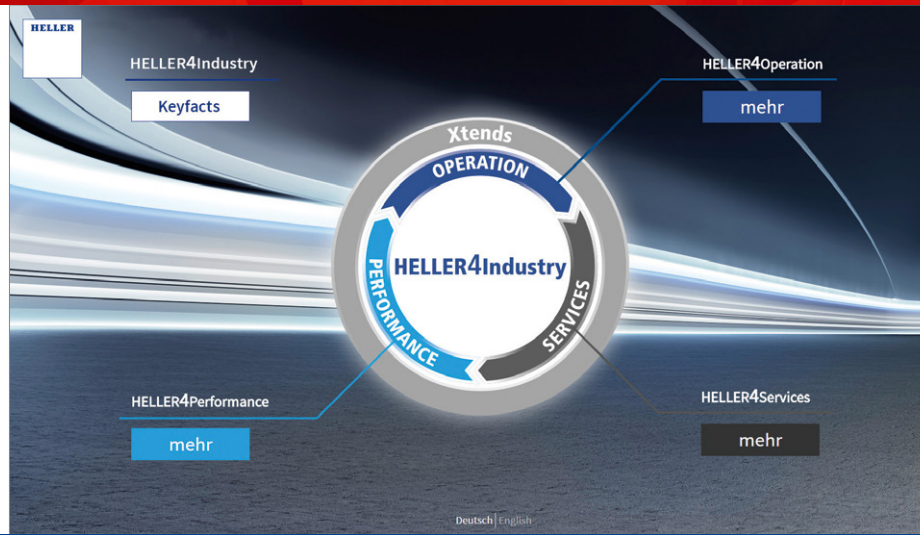 HELLER
HELLER4Industry
Keyfacts
HELLER4Operation
mehr
Xtends
OPERATION
PERFORMANCE
HELLER4Industry
SERVICES
HELLER4Performance
mehr
HELLER4Services
mehr
Deutsch|English